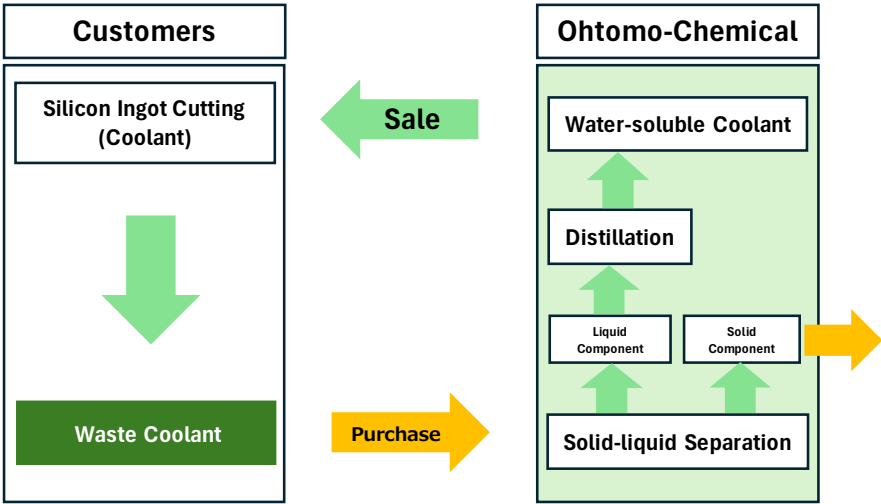 Customers
Silicon Ingot Cutting
(Coolant)
Waste Coolant
Sale
Purchase
Ohtomo-Chemical
Water-soluble Coolant
Distillation
Liquid
Component
Solid
Component
Solid-liquid Separation